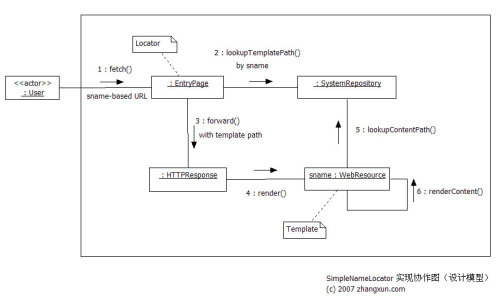 Locator
2 : lookupTemplatePath()
by sname
1 : fetch()
<<actor>>
: User
sname-based URL
: EntryPage
: SystemRepository
3 : forward()
with template path
5 : lookupContentPath()
: HTTPResponse
4 : render()
sname : WebResource
6 : renderContent()
Template
SimpleNameLocator 实现协作图（设计模型）
(c) 2007 zhangxun.com